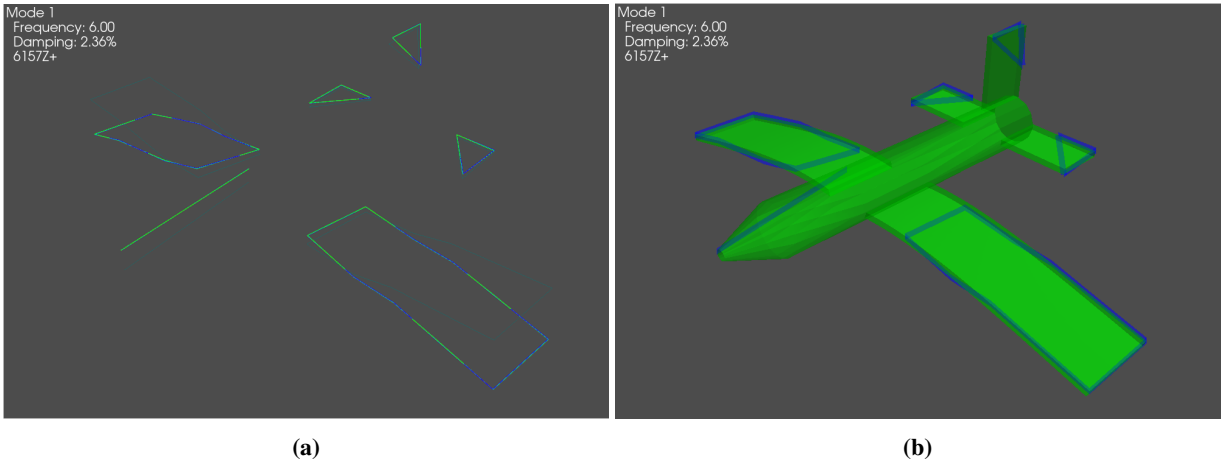 Mode 1
Frequency: 6.00
Damping: 2.36%
6157Z+
Mode 1
Frequency: 6.00
Damping: 2.36%
6157Z+
(a)
(b)